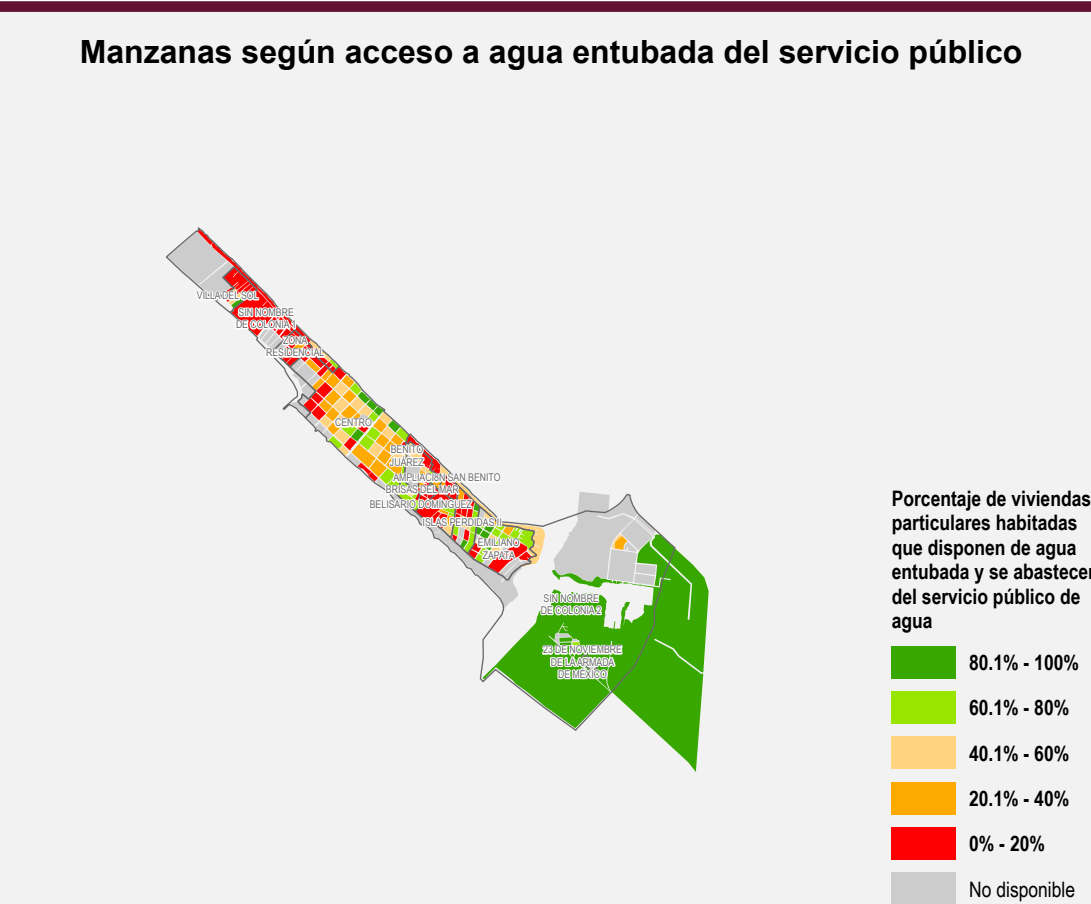 Manzanas según acceso a agua entubada del servicio público
VILLA DEL SOL
SIN NOMBRE
DE COLONIA 1
ZONA
RESIDENCIAL
CENTRO
BENITO
JUÁREZ
AMPLIACI8N SAN BENITO
BRISAS DEL MAR
BELISARIO DOMÍNGUEZ
ISLAS PERDIDAS II
EMILIANO
ZAPATA
SIN NOMBRE
DE COLONIA 2
23 DE NOVIEMBRE
DE LA ARMADA
DE MÉXICO
Porcentaje de viviendas
particulares habitadas
que disponen de agua
entubada y se abastecen
del servicio público de
agua
80.1% - 100%
60.1% - 80%
40.1% - 60%
20.1% - 40%
0% - 20%
No disponible